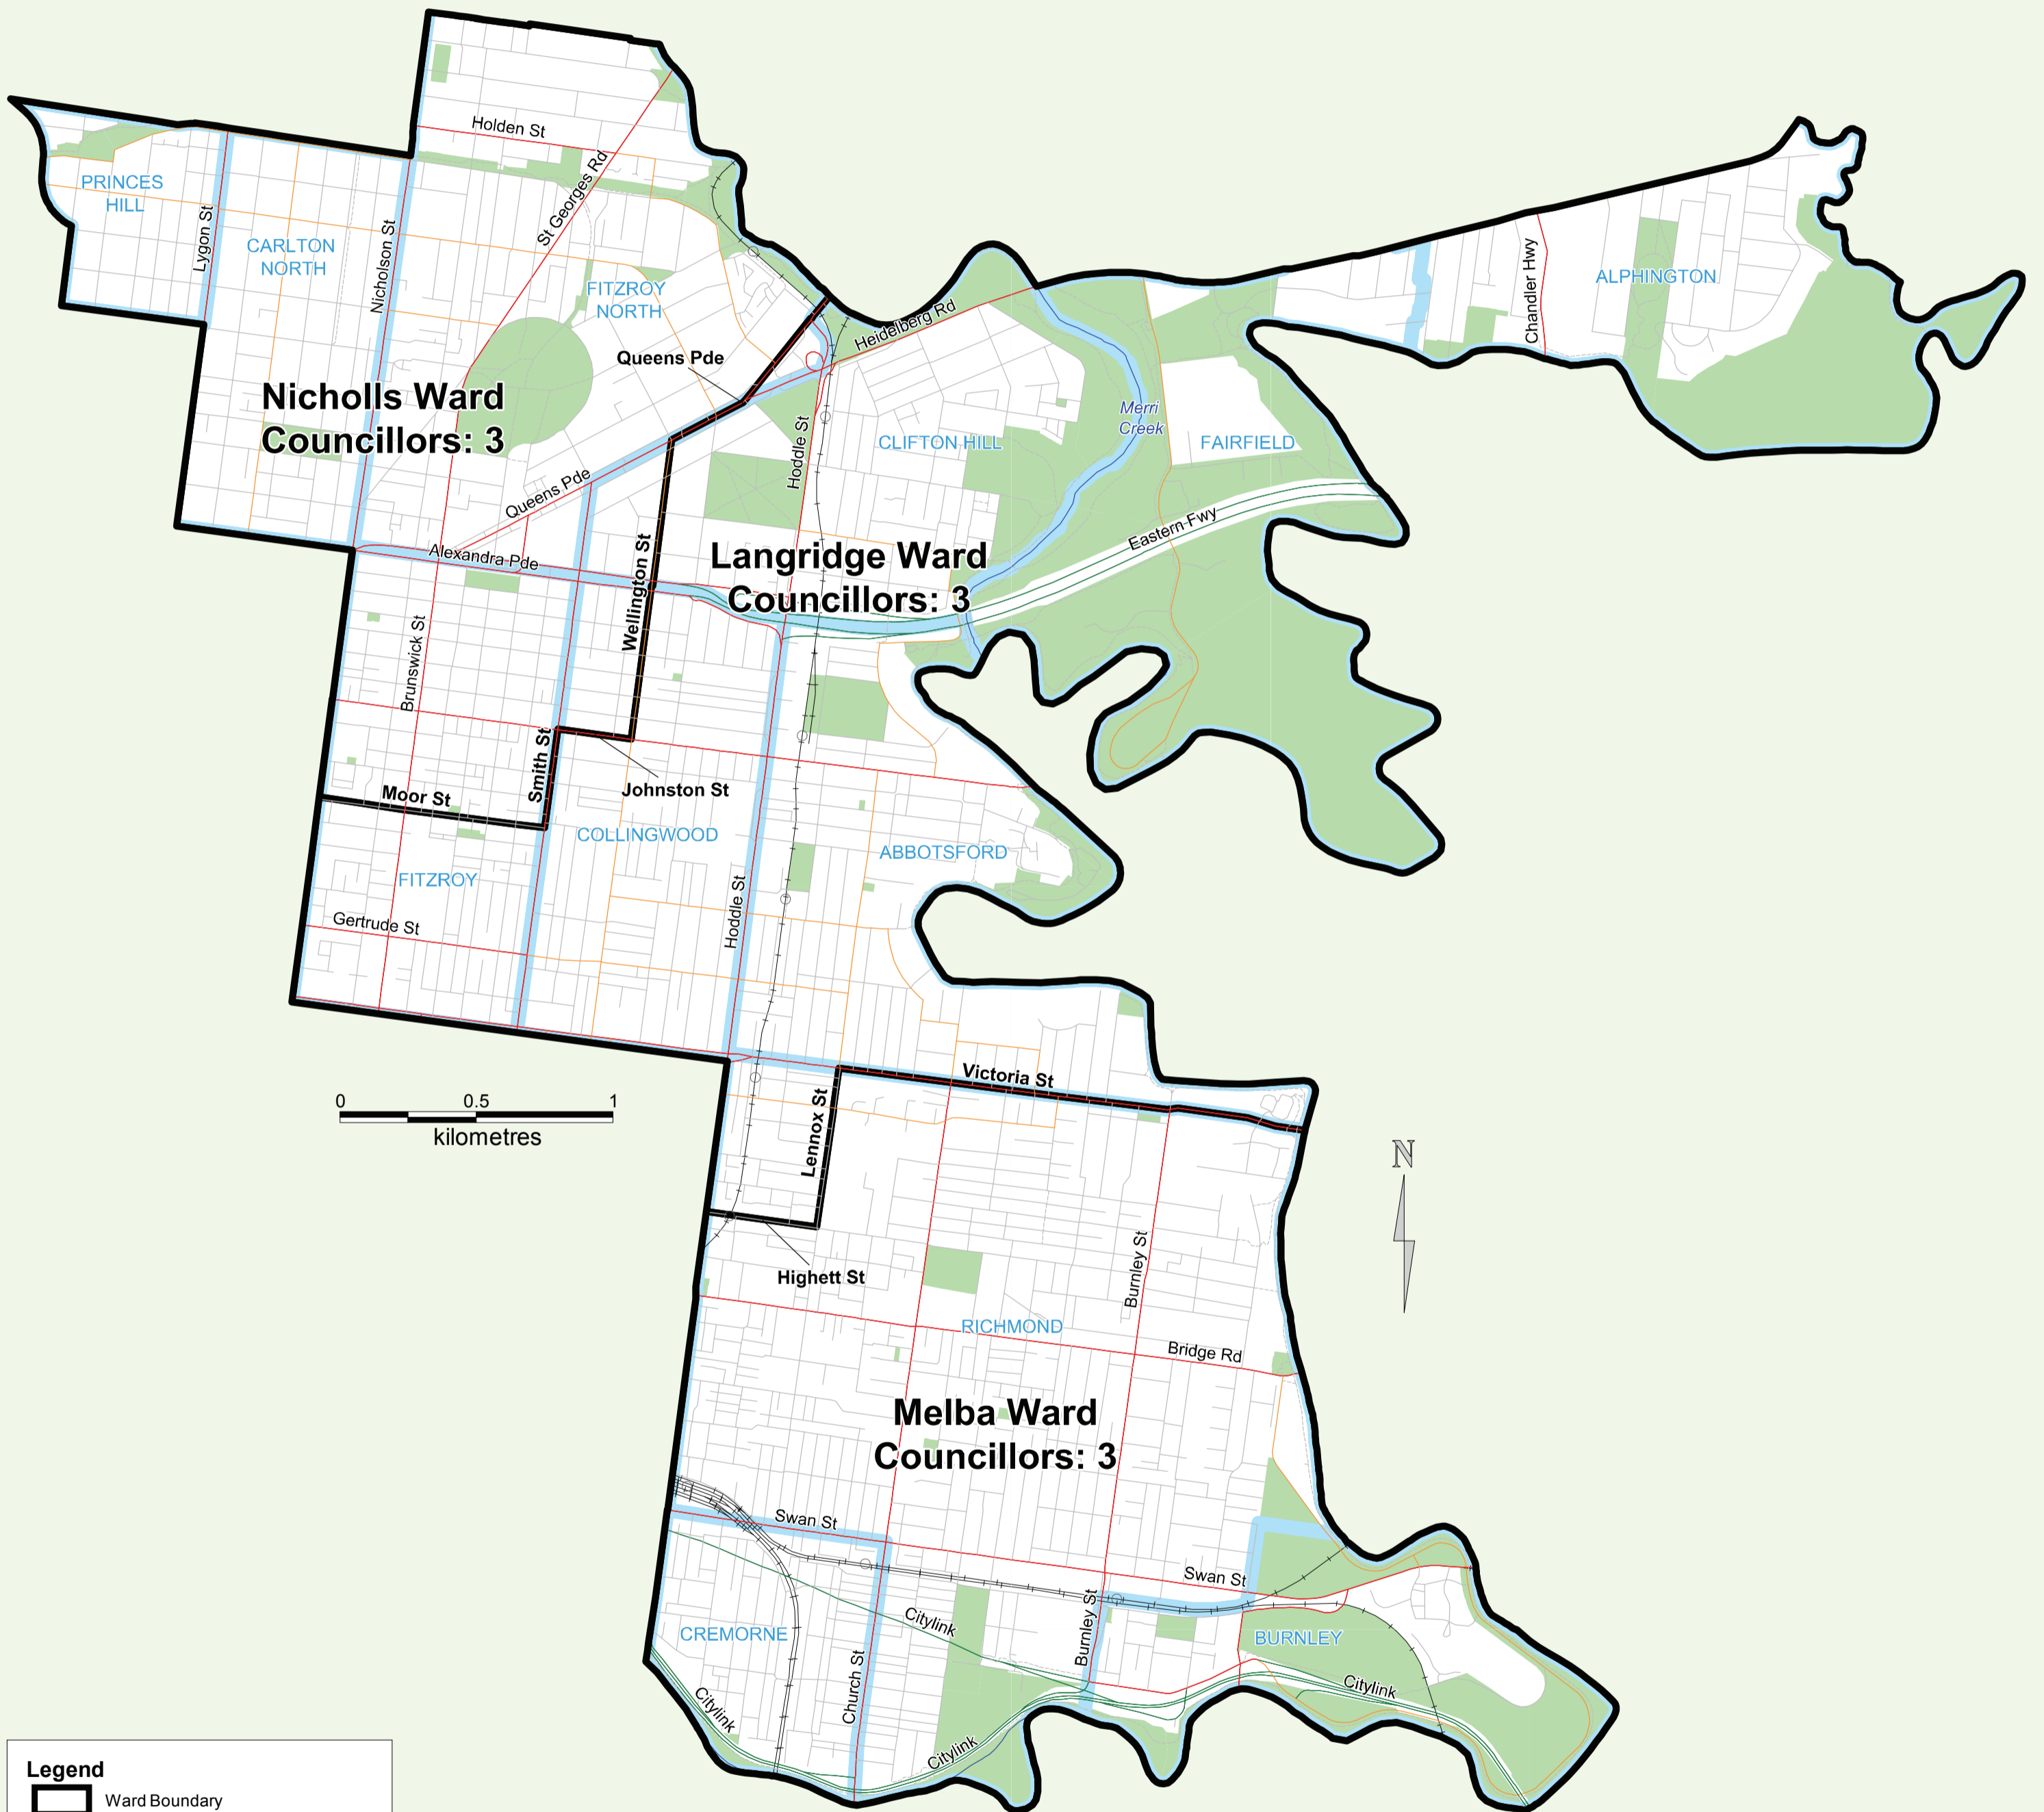 Holden St
St Georges Rd
PRINCES
HILL
Lygon St
CARLTON
NORTH
Nicholson St
FITZROY
NORTH
Queens Pde
Heidelberg Rd
Chandler Hwy
ALPHINGTON
Nicholls Ward
Councillors: 3
Merri
Creek
Hoddle St
CLIFTON HILL
FAIRFIELD
Queens Pde
Eastern Fwy
Alexandra Pde
Wellington St
Langridge Ward
Councillors: 3
Brunswick St
Smith St
Moor St
Johnston St
COLLINGWOOD
ABBOTSFORD
FITZROY
Hoddle St
Gertrude St
Victoria St
0 0.5 1
kilometres
Lennox St
N
Highett St
Burnley St
RICHMOND
Bridge Rd
Melba Ward
Councillors: 3
Swan St
Swan St
Citylink
Burnley St
CREMORNE
BURNLEY
Church St
Citylink
Citylink
Citylink
Legend
Ward Boundary